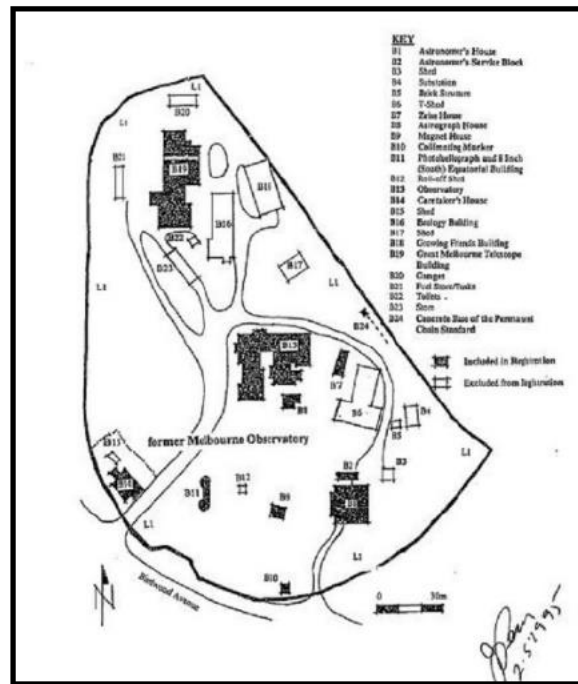 KEY
B1 Astronomer's House
B2 Astronomer's Service Block
B3 Shed
B4 Substation
B5 Brick Structure
B6 T-Shed
B7 Zeiss House
B8 Astrograph House
B9 Magnet House
B10 Collimating Marker
B11 Photoheliograph and 8 Inch
(South) Equatorial Building
B12 Roll-off Shed
B13 Observatory
B14 Caretaker's House
B15 Shed
B16 Ecology Building
B17 Shed
B18 Growing Friends Building
B19 Great Melbourne Telescope
Building
B20 Garages
B21 Fuel Store/Tanks
B22 Toilets
B23 Store
B24 Concrete Base of the Permanent
Chain Standard
Included in Registration
Excluded from Registration
L1
B20
L1
B21
B19
B18
B16
B22
B23
B17
L1
L1
B24
B13
B7
B8
B6
B4
B5
former Melbourne Observatory
B15
B14
B12
B11
B9
B2
B3
B1
L1
L1
L1
B10
Birdwood Avenue
N
0 30m
2.5.1995